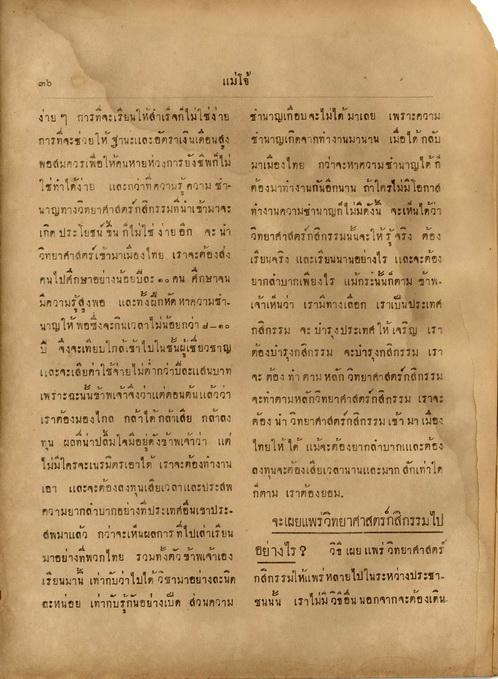 ๓๖
แม่โจ้
ง่าย ๆ การที่จะเรียนให้สำเร็จก็ไม่ใช่ง่าย
การที่จะช่วยให้ฐานะและอัตราเงินเดือนสูง
พอสมควรเพื่อให้คนหายห่วงการยังชีพก็ไม่
ใช่ทำได้ง่าย และกว่าที่ความรู้ความชำ-
นาญทางวิทยาศาสตร์กสิกรรมที่นำเข้ามาจะ
เกิดประโยชน์ขึ้นก็ไม่ใช่ง่ายอีก จะนำ
วิทยาศาสตร์เข้ามาเมืองไทย เราจะต้องส่ง
คนไปศึกษาอย่างน้อยปีละ ๑๐ คน ศึกษาจน
มีความรู้สูงพอ และทั้งฝึกหัดหาความชำ-
นาญให้พอซึ่งจะกินเวลาไม่น้อยกว่า ๘–๑๐
ปี จึงจะเทียบใกล้เข้าไปในชั้นผู้เชี่ยวชาญ
และจะเสียค่าใช้จ่ายไม่ต่ำกว่าปีละแสนบาท
เพราะฉะนั้นข้าพเจ้าจึงว่าแต่ตอนต้นแล้วว่า
เราต้องมองไกล กล้าได้กล้าเสีย กล้าลง
ทุน ผลที่น่าปลื้มใจมีอยู่ดังข้าพเจ้าว่า แต่
ไม่มีใครจะเนรมิตรเอาได้ เราจะต้องทำงาน
เอา และจะต้องลงทุนเสียเวลาและประสพ
ความยากลำบากอย่างที่ประเทศอื่นเขาประ-
สพมาแล้ว กว่าจะเห็นผลการที่ไปเล่าเรียน
มาอย่างที่พวกไทย รวมทั้งตัวข้าพเจ้าเอง
เรียนมานี้ เท่ากับว่าไปได้วิชามาอย่างละนิด
ละหน่อย เท่ากับรู้กันอย่างเป็ด ส่วนความ
ชำนาญเกือบจะไม่ได้มาเลย เพราะความ
ชำนาญเกิดจากทำงานมานาน เมื่อได้กลับ
มาเมืองไทย กว่าจะหาความชำนาญได้ก็
ต้องมาทำงานกันอีกนาน ถ้าใครไม่มีโอกาส
ทำงานความชำนาญก็ไม่มีดังนี้ จะเห็นได้ว่า
วิทยาศาสตร์กสิกรรมนั้นจะให้รู้จริง ต้อง
เรียนจริง และเรียนนานอย่างไร และจะต้อง
ยากลำบากเพียงไร แม้กระนั้นก็ตาม ข้าพ-
เจ้าเห็นว่า เรามีทางเลือก เราเป็นประเทศ
กสิกรรม จะบำรุงประเทศให้เจริญ เรา
ต้องบำรุงกสิกรรม จะบำรุงกสิกรรม เรา
จะต้องทำตามหลักวิทยาศาสตร์กสิกรรม
จะทำตามหลักวิทยาศาสตร์กสิกรรม เราจะ
ต้องนำวิทยาศาสตร์กสิกรรมเข้ามาเมือง
ไทยให้ได้ แม้จะต้องยากลำบากและต้อง
ลงทุนจะต้องเสียเวลานานและมากสักเท่าใด
ก็ตาม เราต้องยอม.
จะเผยแพร่วิทยาศาสตร์กสิกรรมไป
อย่างไร? วิธีเผยแพร่วิทยาศาสตร์
กสิกรรมให้แพร่หลายไปในระหว่างประชา-
ชนนั้น เราไม่มีวิธีอื่นนอกจากจะต้องเดิน